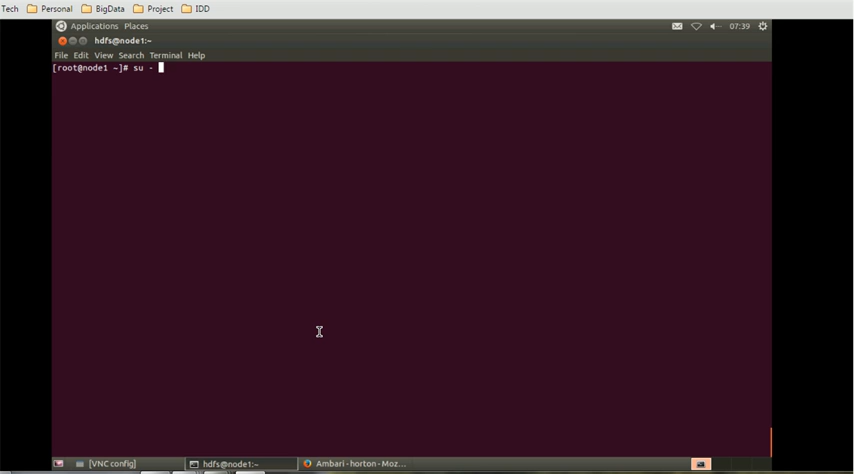 Tech Personal BigData Project IDD
Applications Places 07:39
hdfs@node1:~
File Edit View Search Terminal Help
[root@node1 ~]# su -
[VNC config] hdfs@node1:~ Ambari - horton - Moz...